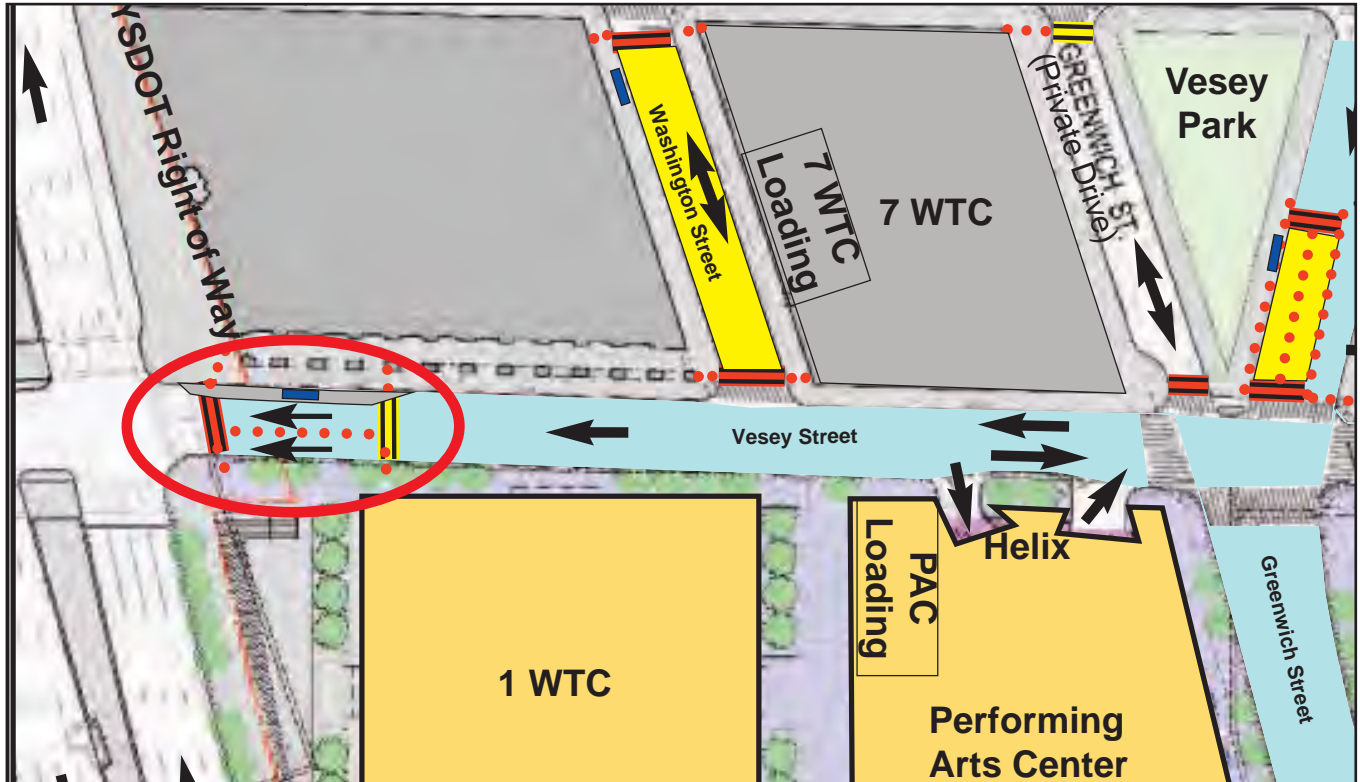 YSDOT Right of Way
Washington Street
7 WTC
Loading
7 WTC
GREENWICH ST.
(Private Drive)
Vesey
Park
Vesey Street
Helix
PAC
Loading
Greenwich Street
1 WTC
Performing
Arts Center